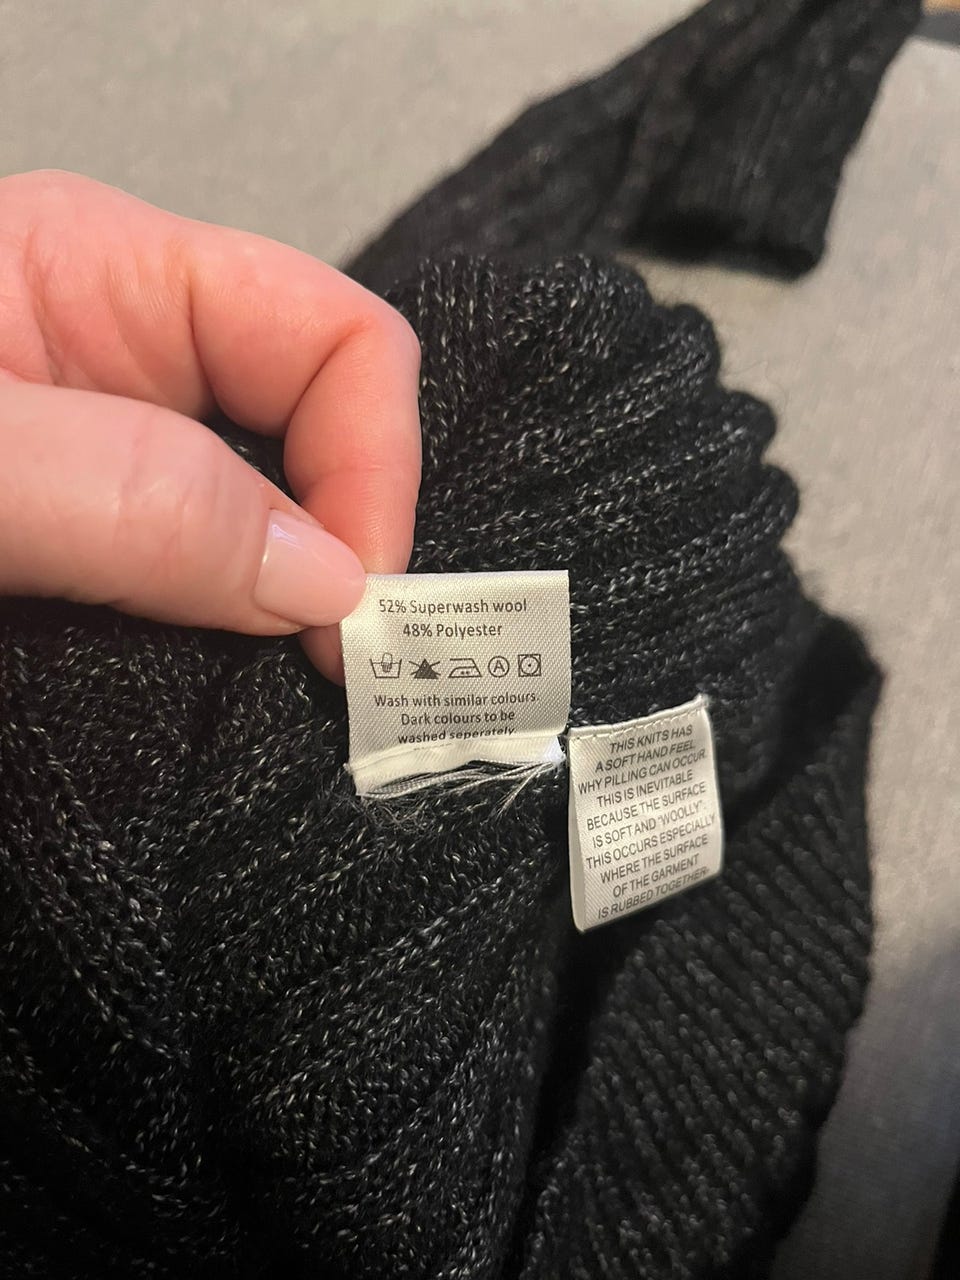 52% Superwash wool
48% Polyester
A
Wash with similar colours.
Dark colours to be
washed seperately.
THIS KNITS HAS
A SOFT HAND FEEL
WHY PILLING CAN OCCUR.
THIS IS INEVITABLE
BECAUSE THE SURFACE
IS SOFT AND "WOOLLY".
THIS OCCURS ESPECIALLY
WHERE THE SURFACE
OF THE GARMENT
IS RUBBED TOGETHER.